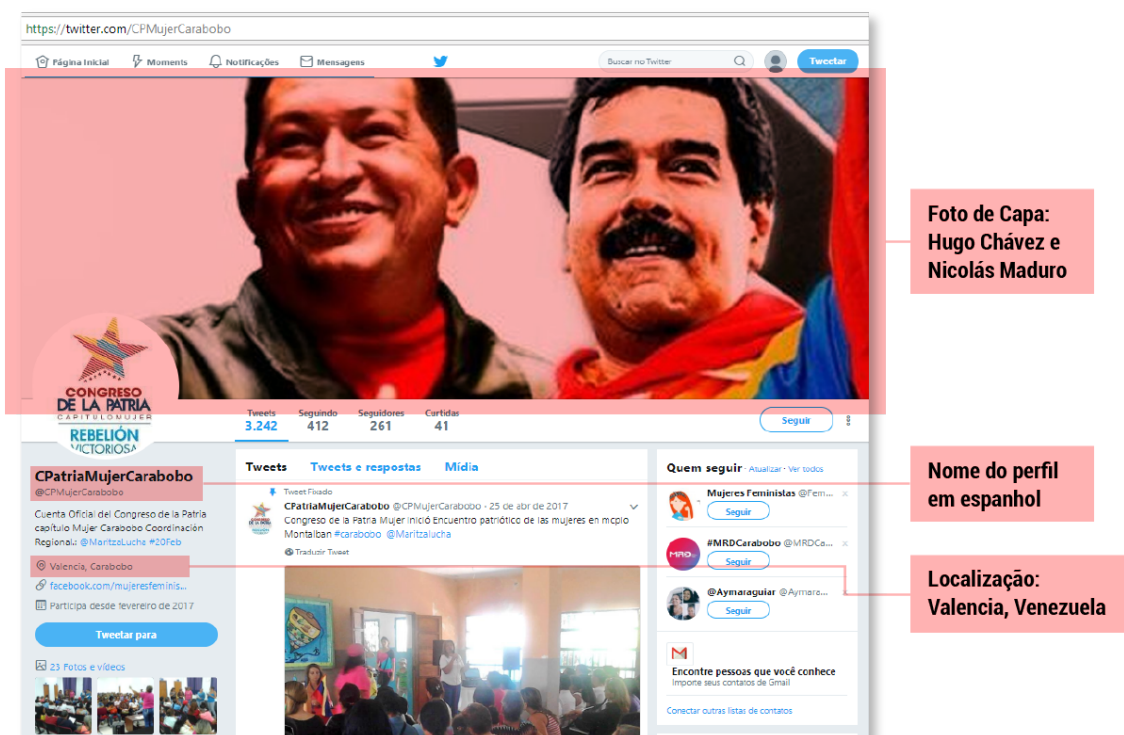 https://twitter.com/CPMujerCarabobo
Página Inicial Moments Notificações Mensagens Buscar no Twitter Tweetar
Foto de Capa:
Hugo Chávez e
Nicolás Maduro
CONGRESO
DE LA PATRIA
CAPITULO MUJER
REBELIÓN
VICTORIOSA
Tweets Seguindo Seguidores Curtidas
3.242 412 261 41
Seguir
CPatriaMujerCarabobo
@CPMujerCarabobo
Cuenta Oficial del Congreso de la Patria
capítulo Mujer Carabobo Coordinación
Regional.: @MaritzaLucha #20Feb
Valencia, Carabobo
facebook.com/mujeresfeminis...
Participa desde fevereiro de 2017
Tweetar para
23 Fotos e vídeos
Tweets Tweets e respostas Mídia
Tweet Fixado
CPatriaMujerCarabobo @CPMujerCarabobo · 25 de abr de 2017
Congreso de la Patria Mujer inició Encuentro patriótico de las mujeres en mcpio
Montalban #carabobo @Maritzalucha
Traduzir Tweet
Quem seguir · Atualizar · Ver todos
Mujeres Feministas @Fem... x
Seguir
#MRDCarabobo @MRDCa... x
MRD
Seguir
@Aymaraguiar @Aymara...
Seguir
Encontre pessoas que você conhece
Importe seus contatos de Gmail
Conectar outras listas de contatos
Nome do perfil
em espanhol
Localização:
Valencia, Venezuela